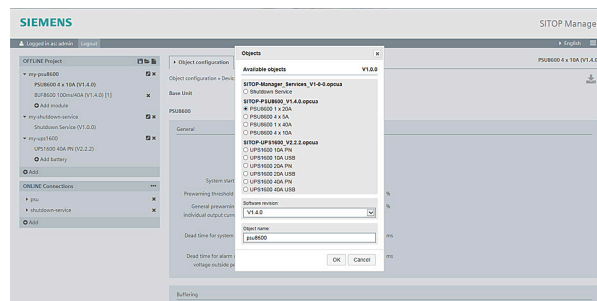 SIEMENS
SITOP Manage
Logged in as: admin Logout
English
OFFLINE Project
my-psu8600
PSU8600 4 x 10A (V1.4.0)
BUF8600 100ms/40A (V1.4.0) [1]
Add module
my-shutdown-service
Shutdown Service (V1.0.0)
my-ups1600
UPS1600 40A PN (V2.2.2)
Add battery
Add
ONLINE Connections
psu
shutdown-service
Add
Object configuration
PSU8600 4 x 10A (V1.4.0
Object configuration » Devic
Base Unit
PSU8600
General
System start
Prewarning threshold
%
General prewarnin
individual output curr
%
Dead time for system
ms
Dead time for alarm
voltage outside pe
ms
Buffering
Objects
Available objects V1.0.0
SITOP-Manager_Services_V1-0-0.opcua
Shutdown Service
SITOP-PSU8600_V1.4.0.opcua
PSU8600 1 x 20A
PSU8600 4 x 5A
PSU8600 1 x 40A
PSU8600 4 x 10A
SITOP-UPS1600_V2.2.2.opcua
UPS1600 10A PN
UPS1600 10A USB
UPS1600 20A PN
UPS1600 20A USB
UPS1600 40A PN
UPS1600 40A USB
Software revision:
V1.4.0
Object name:
psu8600
OK Cancel